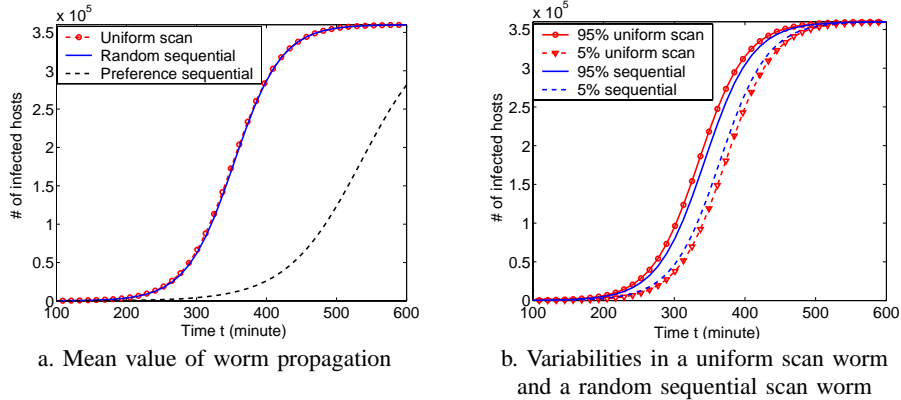 x 10^5
3.5
3
2.5
2
1.5
1
0.5
0
# of infected hosts
Uniform scan
Random sequential
Preference sequential
100 200 300 400 500 600
Time t (minute)
a. Mean value of worm propagation
x 10^5
3.5
3
2.5
2
1.5
1
0.5
0
# of infected hosts
95% uniform scan
5% uniform scan
95% sequential
5% sequential
100 200 300 400 500 600
Time t (minute)
b. Variabilities in a uniform scan worm
and a random sequential scan worm